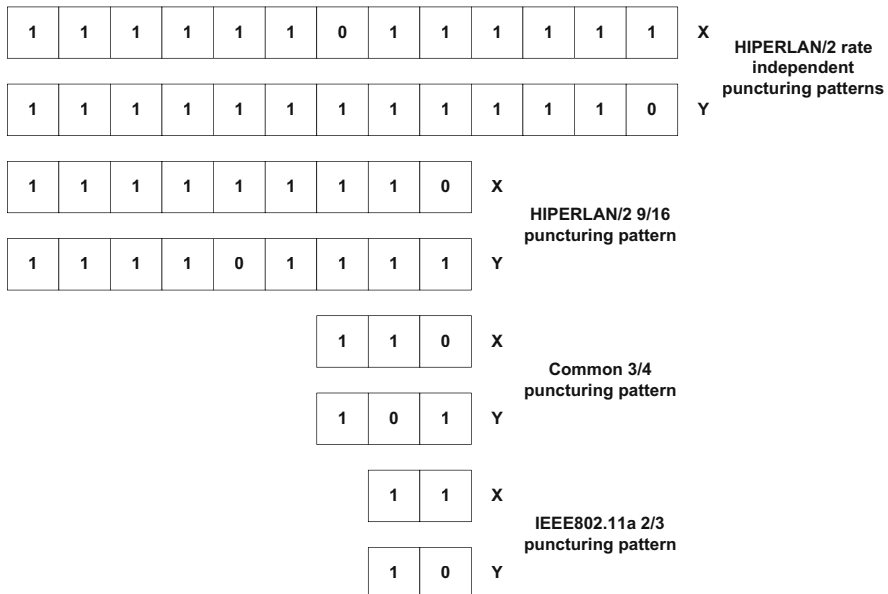 1 1 1 1 1 1 0 1 1 1 1 1 1 X
HIPERLAN/2 rate
independent
puncturing patterns
1 1 1 1 1 1 1 1 1 1 1 1 0 Y
1 1 1 1 1 1 1 1 0 X
HIPERLAN/2 9/16
puncturing pattern
1 1 1 1 0 1 1 1 1 Y
1 1 0 X
Common 3/4
puncturing pattern
1 0 1 Y
1 1 X
IEEE802.11a 2/3
puncturing pattern
1 0 Y